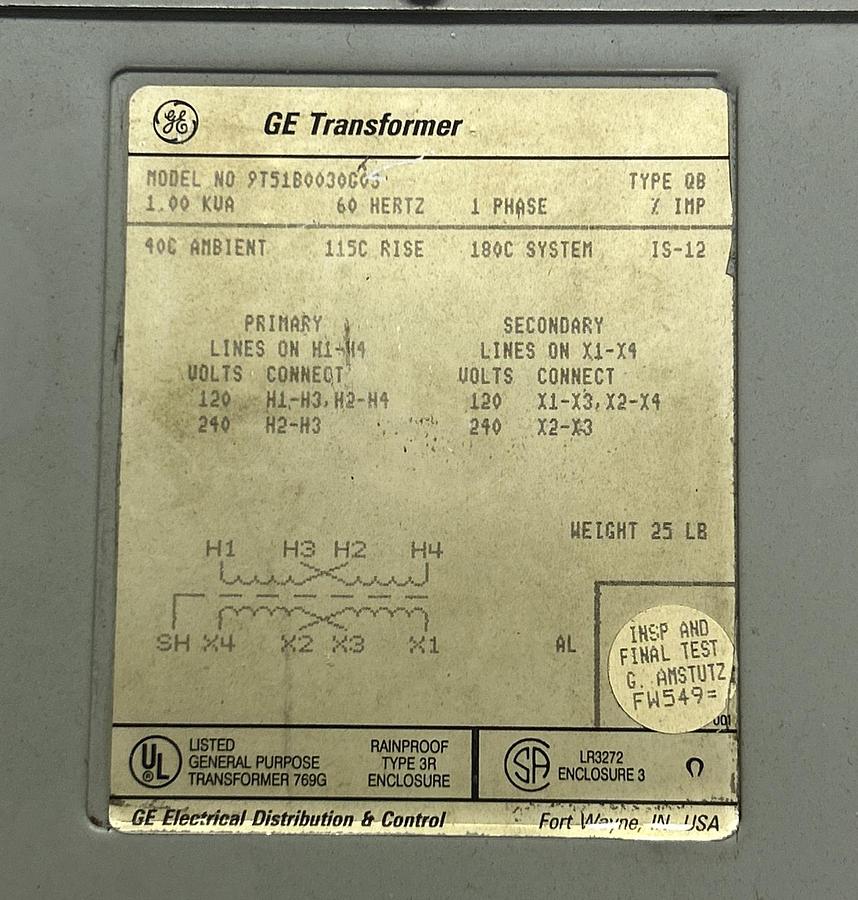 GE GE Transformer
MODEL NO 9T51B0030G03 TYPE QB
1.00 KVA 60 HERTZ 1 PHASE % IMP
40C AMBIENT 115C RISE 180C SYSTEM IS-12
PRIMARY SECONDARY
LINES ON H1-H4 LINES ON X1-X4
VOLTS CONNECT VOLTS CONNECT
120 H1-H3,H2-H4 120 X1-X3,X2-X4
240 H2-H3 240 X2-X3
WEIGHT 25 LB
H1 H3 H2 H4
SH X4 X2 X3 X1
AL
INSP AND
FINAL TEST
G. AMSTUTZ
FW549=
001
UL ® LISTED
GENERAL PURPOSE
TRANSFORMER 769G
RAINPROOF
TYPE 3R
ENCLOSURE
SA LR3272
ENCLOSURE 3
GE Electrical Distribution & Control Fort Wayne, IN USA